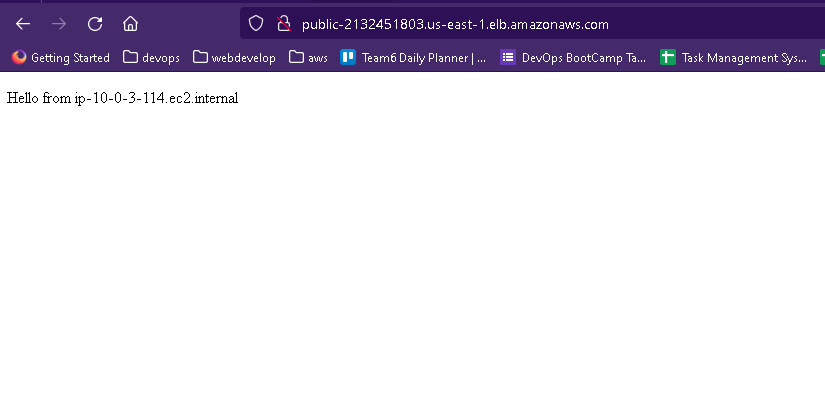 public-2132451803.us-east-1.elb.amazonaws.com
Getting Started devops webdevelop aws Team6 Daily Planner | ... DevOps BootCamp Ta... Task Management Sys...
Hello from ip-10-0-3-114.ec2.internal